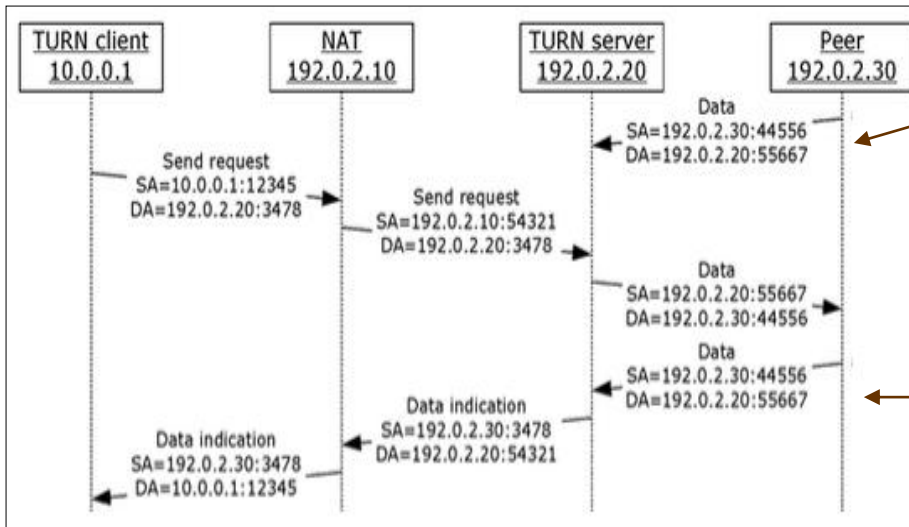 TURN client
10.0.0.1
NAT
192.0.2.10
TURN server
192.0.2.20
Peer
192.0.2.30
Data
SA=192.0.2.30:44556
DA=192.0.2.20:55667
Send request
SA=10.0.0.1:12345
DA=192.0.2.20:3478
Send request
SA=192.0.2.10:54321
DA=192.0.2.20:3478
Data
SA=192.0.2.20:55667
DA=192.0.2.30:44556
Data
SA=192.0.2.30:44556
DA=192.0.2.20:55667
Data indication
SA=192.0.2.30:3478
DA=192.0.2.20:54321
Data indication
SA=192.0.2.30:3478
DA=10.0.0.1:12345